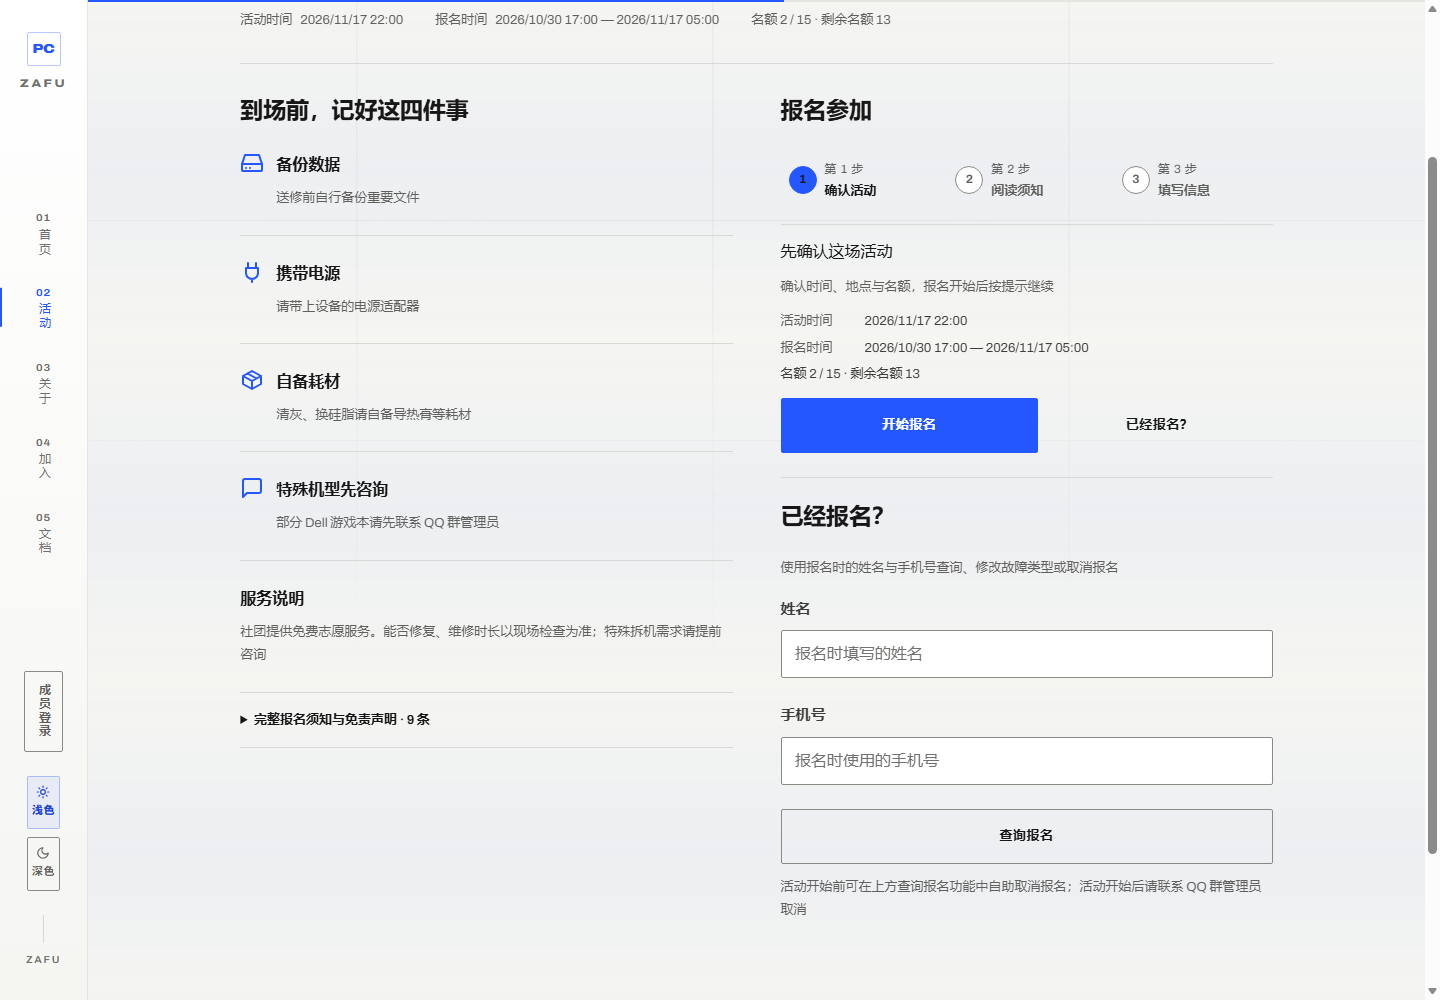 PC
ZAFU
01
首页
02
活动
03
关于
04
加入
05
文档
成员登录
浅色
深色
ZAFU
活动时间 2026/11/17 22:00 报名时间 2026/10/30 17:00 — 2026/11/17 05:00 名额 2 / 15 · 剩余名额 13
到场前，记好这四件事
备份数据
送修前自行备份重要文件
携带电源
请带上设备的电源适配器
自备耗材
清灰、换硅脂请自备导热膏等耗材
特殊机型先咨询
部分 Dell 游戏本请先联系 QQ 群管理员
服务说明
社团提供免费志愿服务。能否修复、维修时长以现场检查为准；特殊拆机需求请提前
咨询
完整报名须知与免责声明 · 9 条
报名参加
1
第 1 步
确认活动
2
第 2 步
阅读须知
3
第 3 步
填写信息
先确认这场活动
确认时间、地点与名额，报名开始后按提示继续
活动时间 2026/11/17 22:00
报名时间 2026/10/30 17:00 — 2026/11/17 05:00
名额 2 / 15 · 剩余名额 13
开始报名
已经报名？
已经报名？
使用报名时的姓名与手机号查询、修改故障类型或取消报名
姓名
报名时填写的姓名
手机号
报名时使用的手机号
查询报名
活动开始前可在上方查询报名功能中自助取消报名；活动开始后请联系 QQ 群管理员
取消